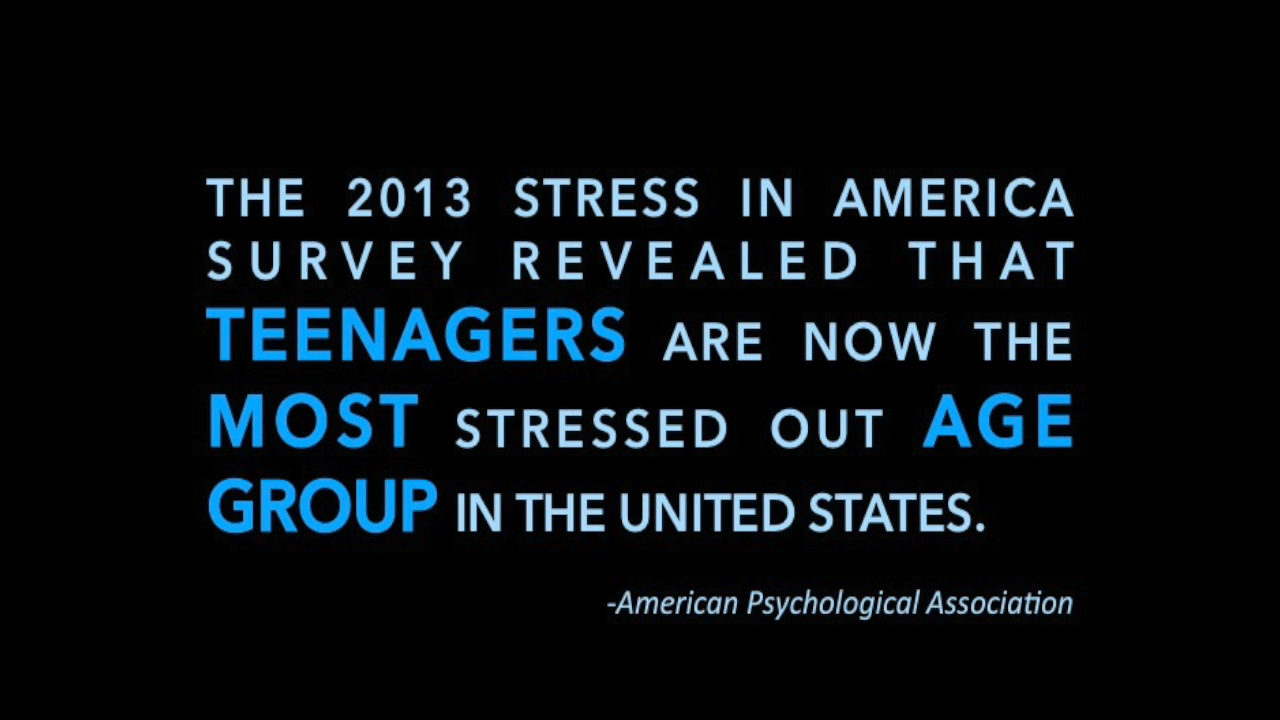 THE 2013 STRESS IN AMERICA
SURVEY REVEALED THAT
TEENAGERS ARE NOW THE
MOST STRESSED OUT AGE
GROUP IN THE UNITED STATES.
-American Psychological Association